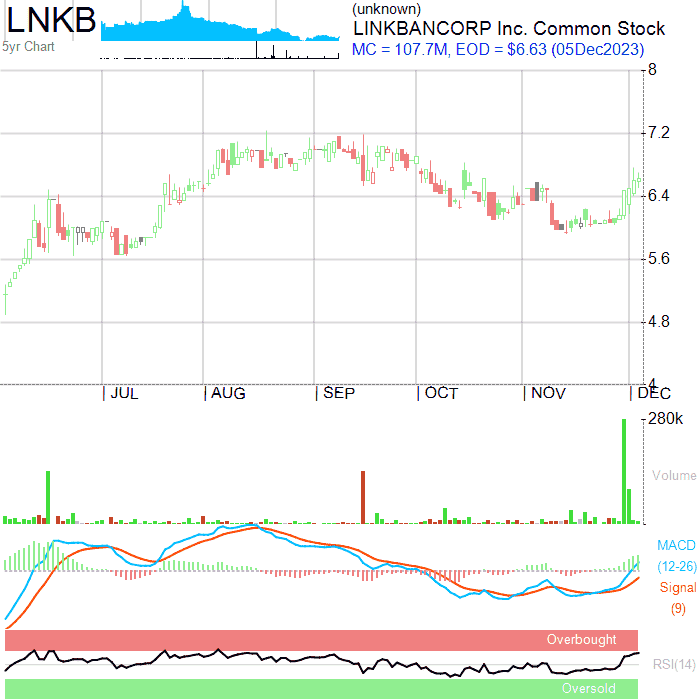 LNKB
5yr Chart
(unknown)
LINKBANCORP Inc. Common Stock
MC = 107.7M, EOD = $6.63 (05Dec2023)
8
7.2
6.4
5.6
4.8
4
JUL AUG SEP OCT NOV DEC
280k
Volume
MACD
(12-26)
Signal
(9)
Overbought
RSI(14)
Oversold